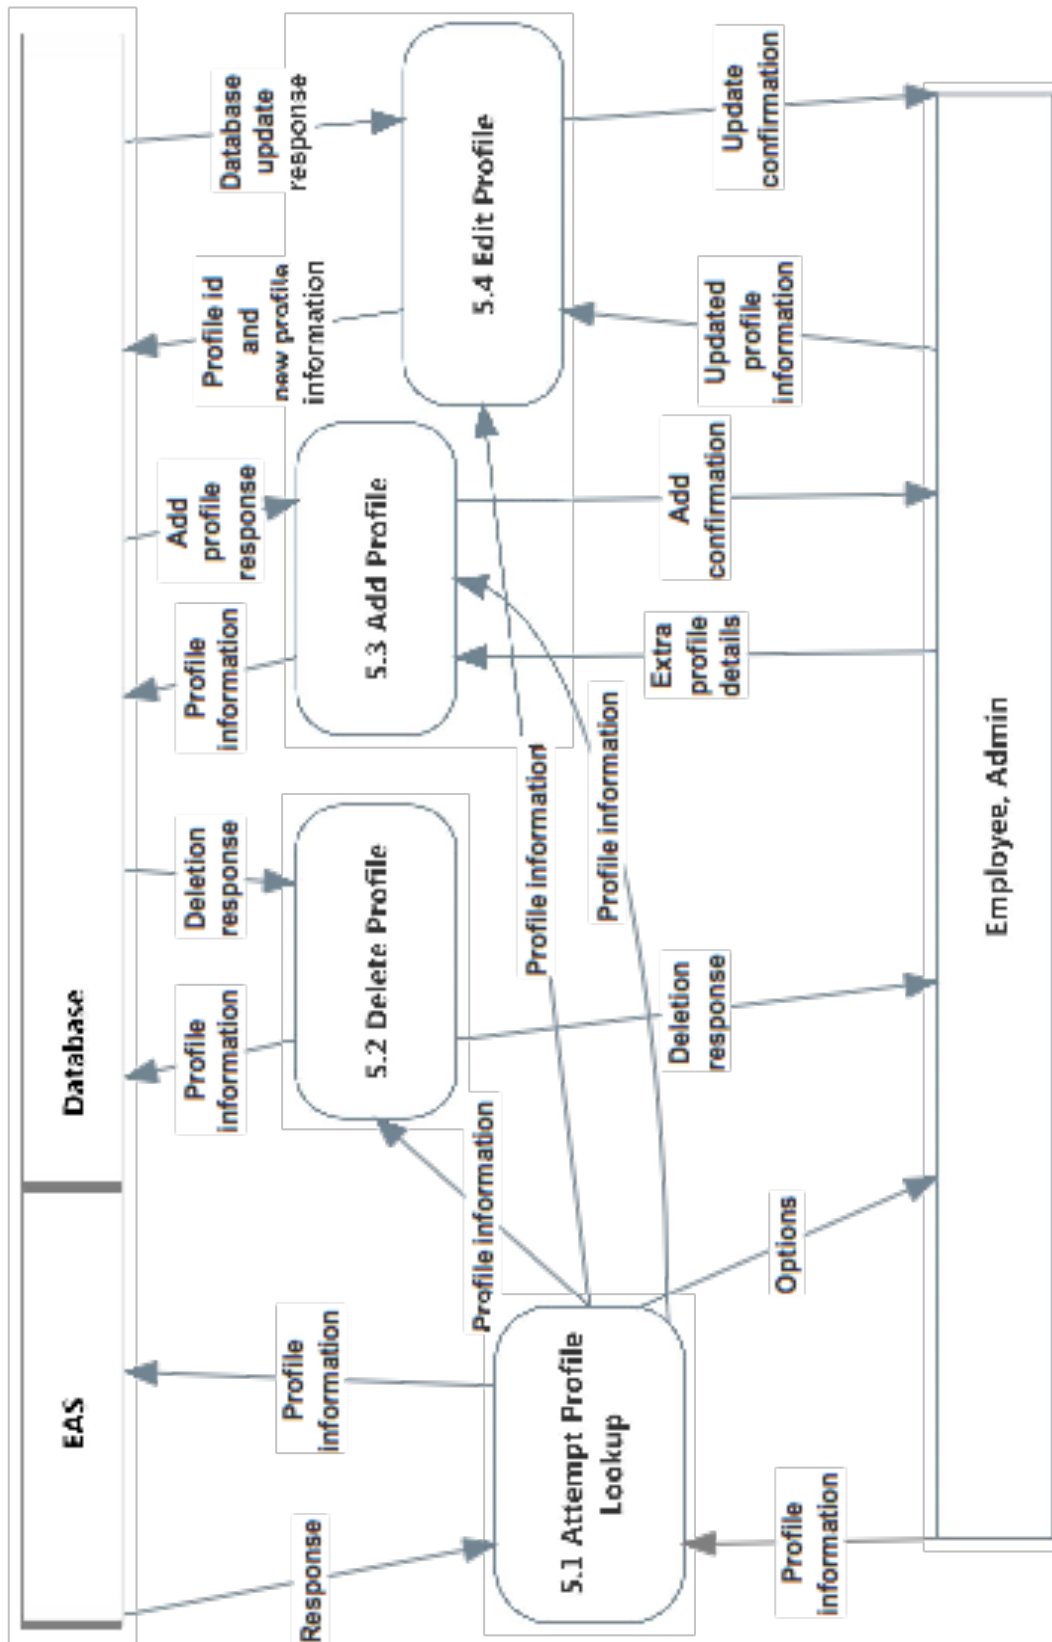 EAS
Database
Response
Profile
information
Profile
information
Deletion
response
Profile
information
Add
profile
response
Profile id
and
new profile
information
Database
update
response
5.1 Attempt Profile
Lookup
5.2 Delete Profile
5.3 Add Profile
5.4 Edit Profile
Profile information
Profile information
Profile information
Profile
information
Options
Deletion
response
Extra
profile
details
Add
confirmation
Updated
profile
information
Update
confirmation
Employee, Admin